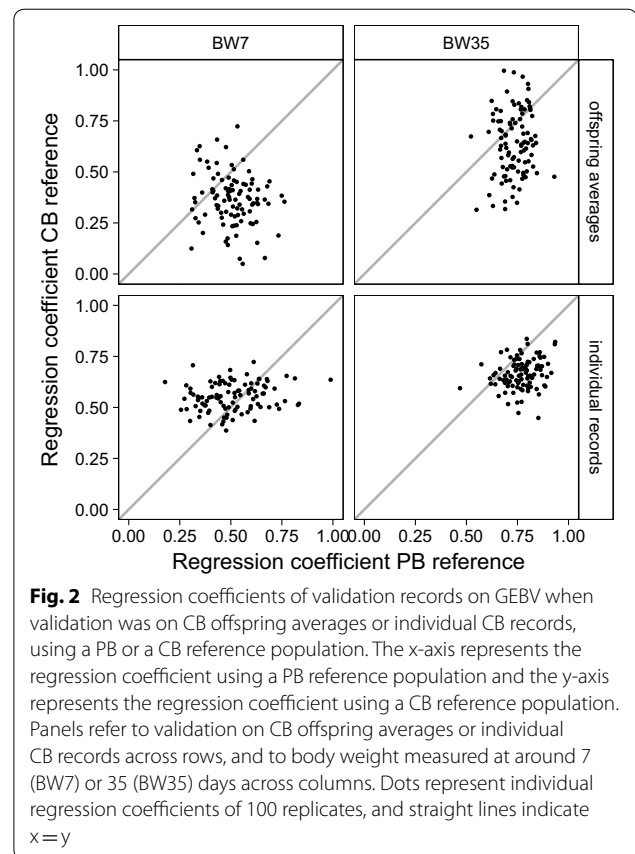 BW7 BW35
1.00
0.75
0.50
0.25
0.00
offspring averages
1.00
0.75
0.50
0.25
0.00
individual records
Regression coefficient CB reference
0.00 0.25 0.50 0.75 1.00 0.00 0.25 0.50 0.75 1.00
Regression coefficient PB reference
Fig. 2 Regression coefficients of validation records on GEBV when
validation was on CB offspring averages or individual CB records,
using a PB or a CB reference population. The x-axis represents the
regression coefficient using a PB reference population and the y-axis
represents the regression coefficient using a CB reference population.
Panels refer to validation on CB offspring averages or individual
CB records across rows, and to body weight measured at around 7
(BW7) or 35 (BW35) days across columns. Dots represent individual
regression coefficients of 100 replicates, and straight lines indicate
x = y